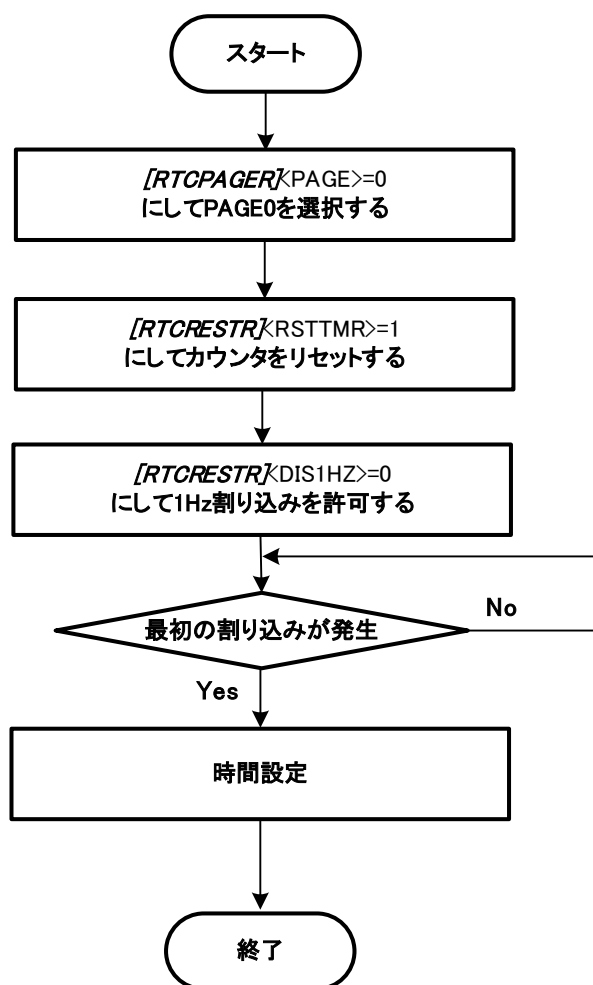 スタート
[RTCPAGER]<PAGE>=0
にしてPAGE0を選択する
[RTCRESTR]<RSTTMR>=1
にしてカウンタをリセットする
[RTCRESTR]<DIS1HZ>=0
にして1Hz割り込みを許可する
最初の割り込みが発生
No
Yes
時間設定
終了